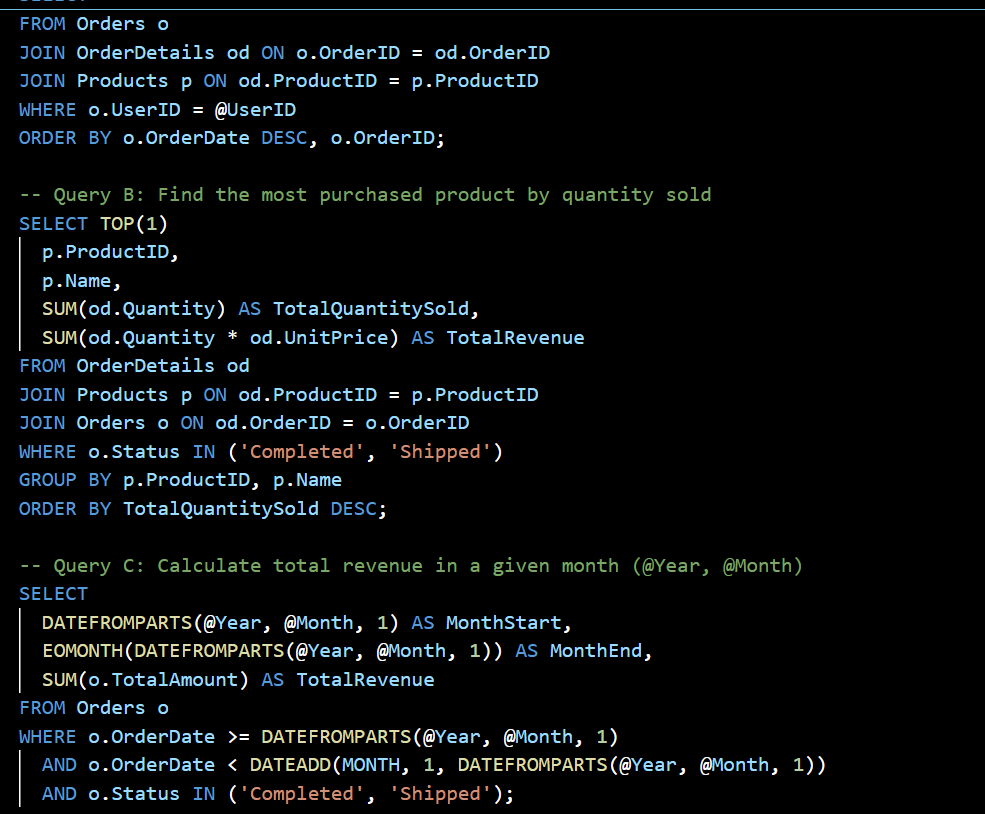 FROM Orders o
JOIN OrderDetails od ON o.OrderID = od.OrderID
JOIN Products p ON od.ProductID = p.ProductID
WHERE o.UserID = @UserID
ORDER BY o.OrderDate DESC, o.OrderID;
-- Query B: Find the most purchased product by quantity sold
SELECT TOP(1)
p.ProductID,
p.Name,
SUM(od.Quantity) AS TotalQuantitySold,
SUM(od.Quantity * od.UnitPrice) AS TotalRevenue
FROM OrderDetails od
JOIN Products p ON od.ProductID = p.ProductID
JOIN Orders o ON od.OrderID = o.OrderID
WHERE o.Status IN ('Completed', 'Shipped')
GROUP BY p.ProductID, p.Name
ORDER BY TotalQuantitySold DESC;
-- Query C: Calculate total revenue in a given month (@Year, @Month)
SELECT
DATEFROMPARTS(@Year, @Month, 1) AS MonthStart,
EOMONTH(DATEFROMPARTS(@Year, @Month, 1)) AS MonthEnd,
SUM(o.TotalAmount) AS TotalRevenue
FROM Orders o
WHERE o.OrderDate >= DATEFROMPARTS(@Year, @Month, 1)
AND o.OrderDate < DATEADD(MONTH, 1, DATEFROMPARTS(@Year, @Month, 1))
AND o.Status IN ('Completed', 'Shipped');